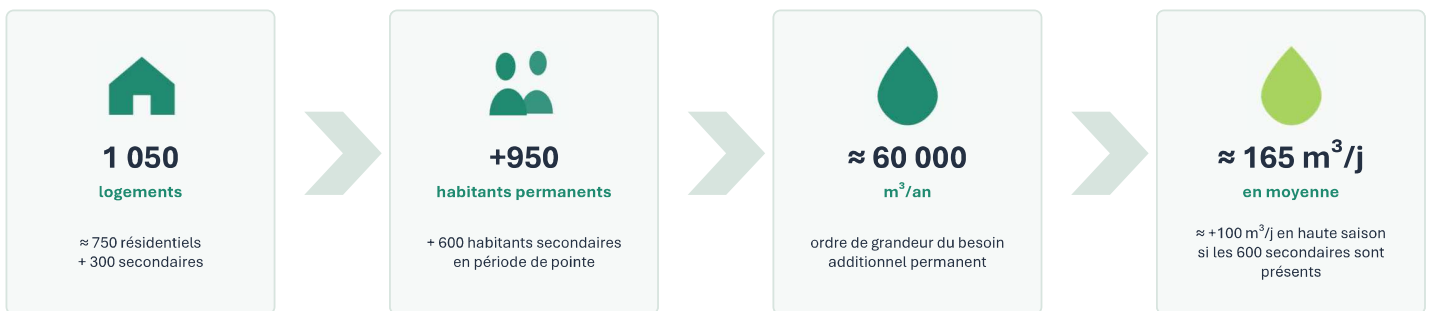 1 050
logements
≈ 750 résidentiels
+ 300 secondaires
+950
habitants permanents
+ 600 habitants secondaires
en période de pointe
≈ 60 000
m³/an
ordre de grandeur du besoin
additionnel permanent
≈ 165 m³/j
en moyenne
≈ +100 m³/j en haute saison
si les 600 secondaires sont
présents